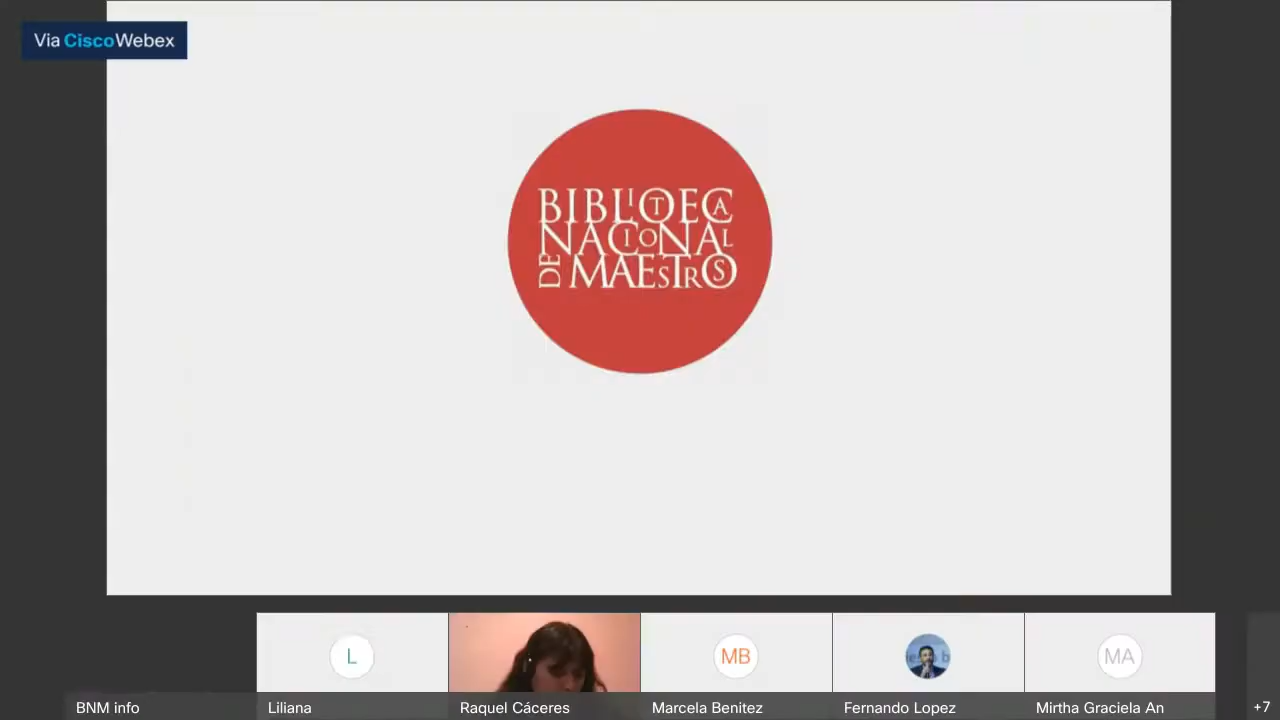 Via CiscoWebex
BIBLIOTECA
NACIONAL
DE MAESTROS
L
MB
MA
BNM info
Liliana
Raquel Cáceres
Marcela Benitez
Fernando Lopez
Mirtha Graciela An
+7